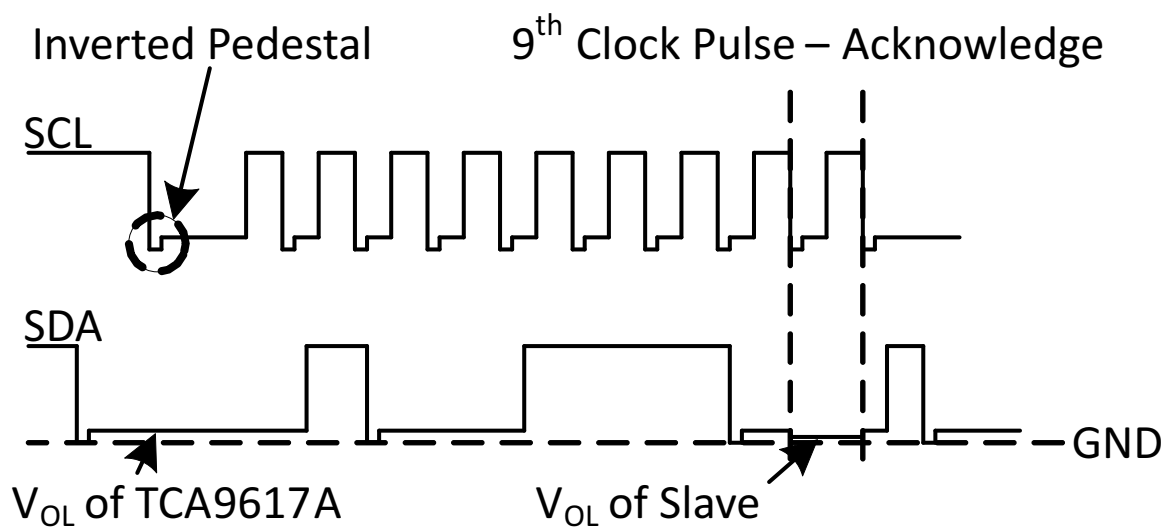 Inverted Pedestal
9th Clock Pulse – Acknowledge
SCL
SDA
GND
VOL of TCA9617A
VOL of Slave